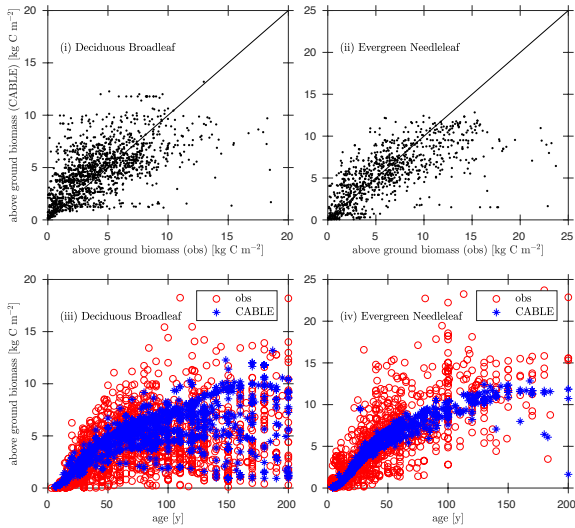 20
15
10
5
0
above ground biomass (CABLE) [kg C m−2]
(i) Deciduous Broadleaf
0 5 10 15 20
above ground biomass (obs) [kg C m−2]
25
20
15
10
5
0
(ii) Evergreen Needleleaf
0 5 10 15 20 25
above ground biomass (obs) [kg C m−2]
20
15
10
5
0
above ground biomass [kg C m−2]
(iii) Deciduous Broadleaf
obs
CABLE
0 50 100 150 200
age [y]
25
20
15
10
5
0
(iv) Evergreen Needleleaf
obs
CABLE
0 50 100 150 200
age [y]